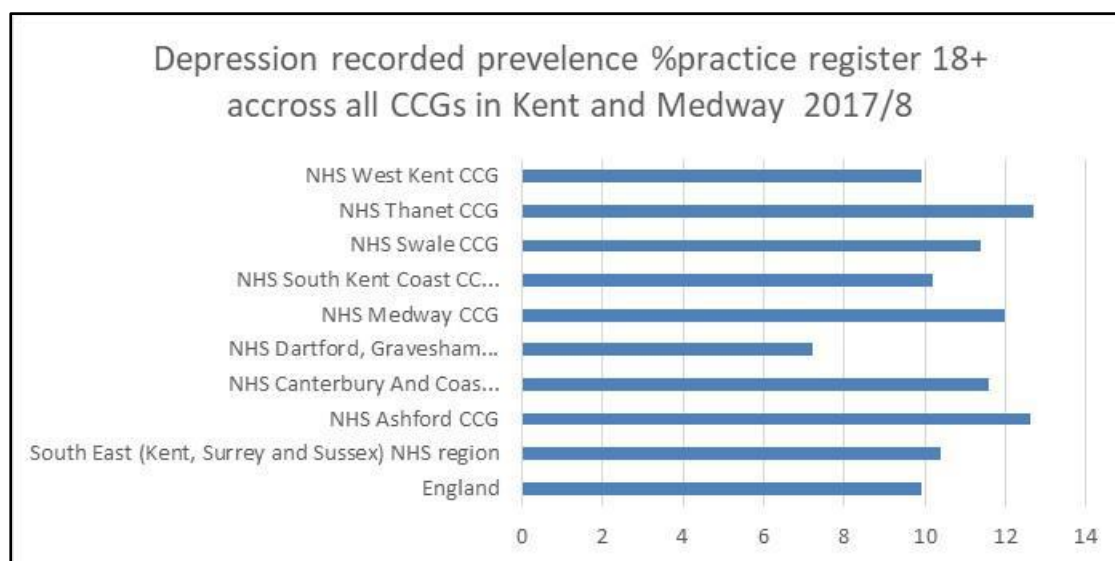 Depression recorded prevelence %practice register 18+
accross all CCGs in Kent and Medway 2017/8
NHS West Kent CCG
NHS Thanet CCG
NHS Swale CCG
NHS South Kent Coast CC...
NHS Medway CCG
NHS Dartford, Gravesham...
NHS Canterbury And Coas...
NHS Ashford CCG
South East (Kent, Surrey and Sussex) NHS region
England
0 2 4 6 8 10 12 14